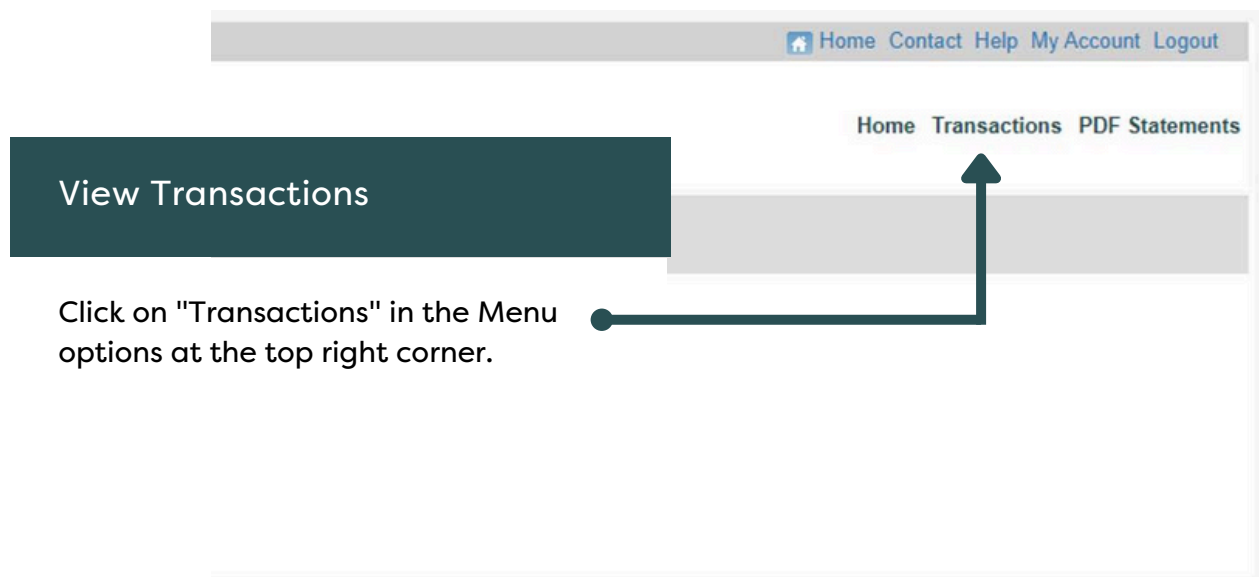 Home Contact Help My Account Logout
Home Transactions PDF Statements
View Transactions
Click on "Transactions" in the Menu
options at the top right corner.